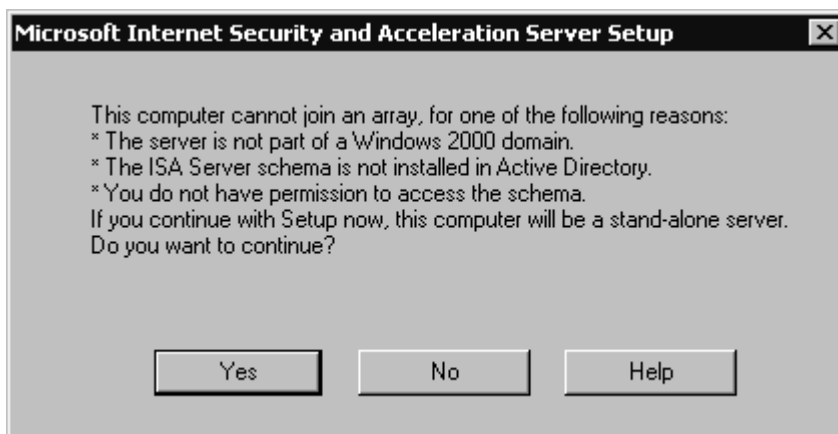 Microsoft Internet Security and Acceleration Server Setup
This computer cannot join an array, for one of the following reasons:
* The server is not part of a Windows 2000 domain.
* The ISA Server schema is not installed in Active Directory.
* You do not have permission to access the schema.
If you continue with Setup now, this computer will be a stand-alone server.
Do you want to continue?
Yes No Help